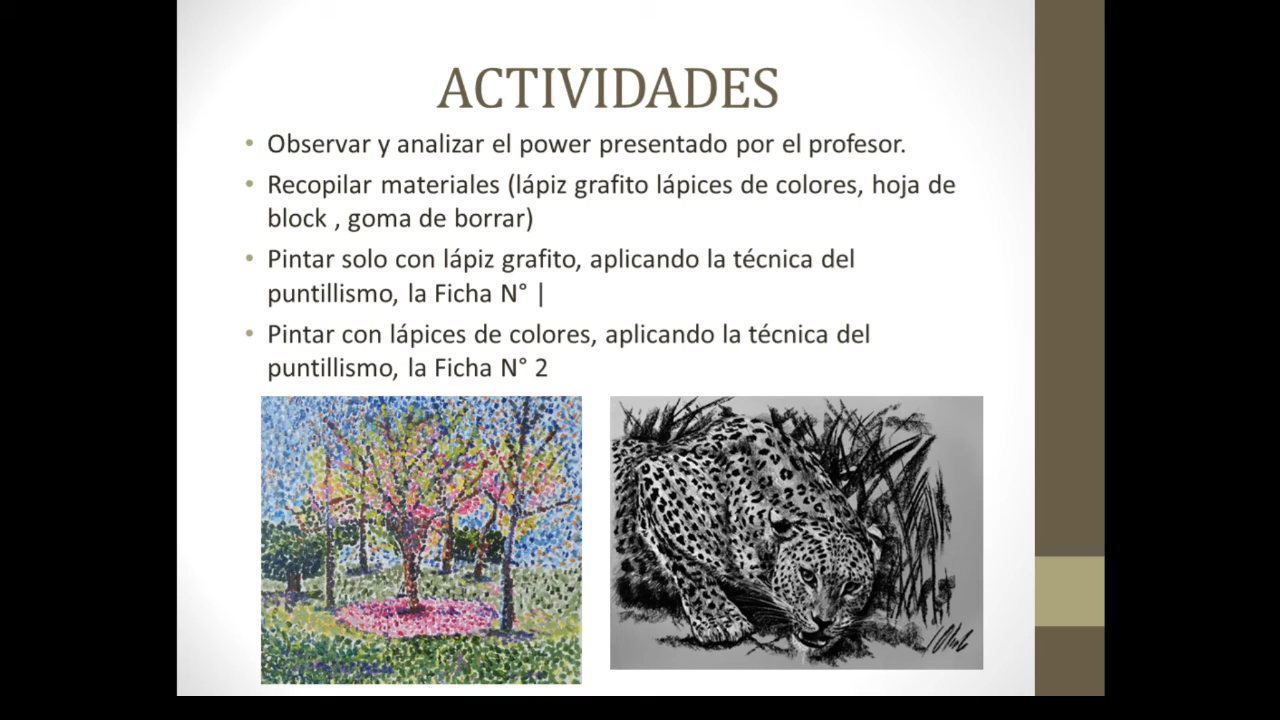 ACTIVIDADES
• Observar y analizar el power presentado por el profesor.
• Recopilar materiales (lápiz grafito lápices de colores, hoja de
block , goma de borrar)
• Pintar solo con lápiz grafito, aplicando la técnica del
puntillismo, la Ficha N° |
• Pintar con lápices de colores, aplicando la técnica del
puntillismo, la Ficha N° 2